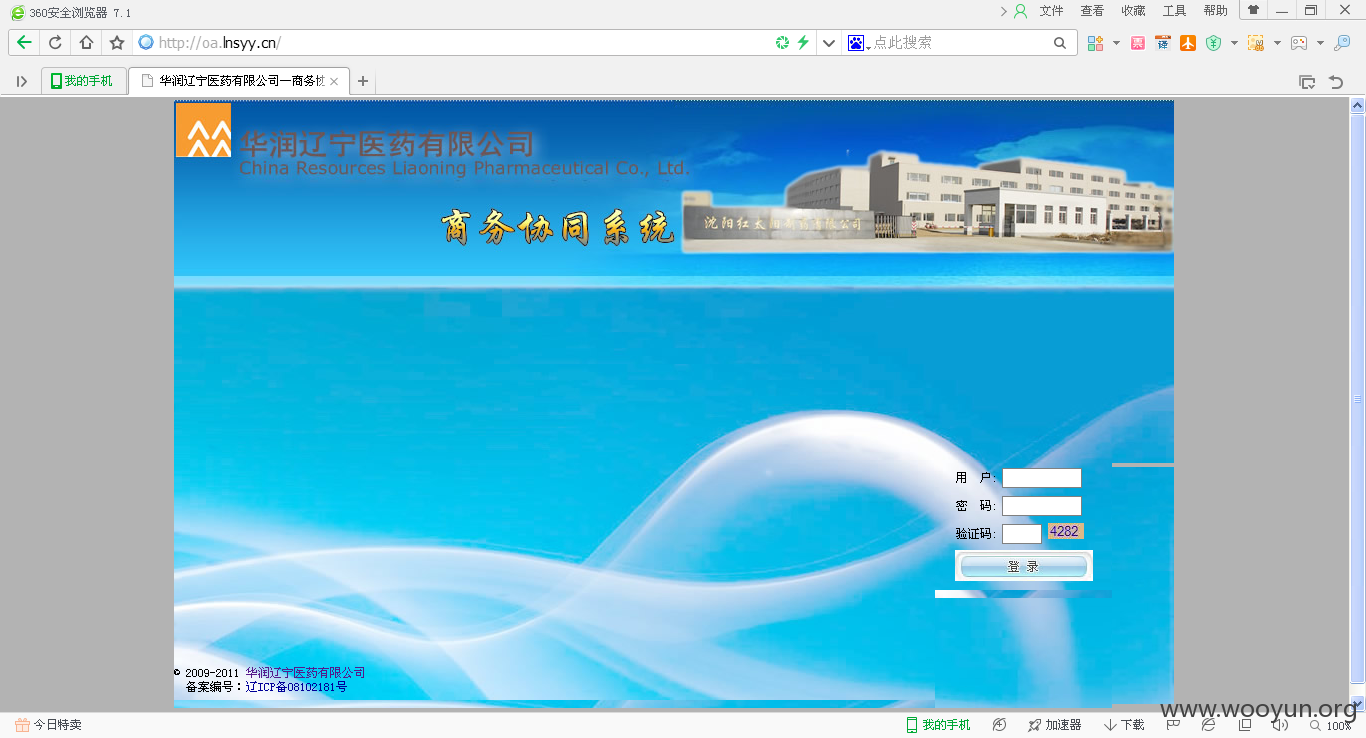 360安全浏览器 7.1
文件 查看 收藏 工具 帮助
http://oa.lnsyy.cn/
点此搜索
我的手机
华润辽宁医药有限公司—商务协
华润辽宁医药有限公司
China Resources Liaoning Pharmaceutical Co., Ltd.
商务协同系统
沈阳红太阳医药有限公司
用 户:
密 码:
验证码: 4282
登 录
© 2009-2011 华润辽宁医药有限公司
备案编号：辽ICP备08102181号
www.wooyun.org
今日特卖
我的手机
加速器
下载
100%